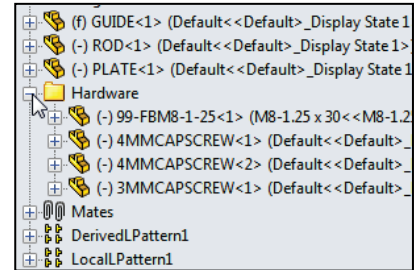 (f) GUIDE<1> (Default<<Default>_Display State 1
(-) ROD<1> (Default<<Default>_Display State 1>
(-) PLATE<1> (Default<<Default>_Display State 1
Hardware
(-) 99-FBM8-1-25<1> (M8-1.25 x 30<<M8-1.2
(-) 4MMCAPSCREW<1> (Default<<Default>_
(-) 4MMCAPSCREW<2> (Default<<Default>_
(-) 3MMCAPSCREW<1> (Default<<Default>_
Mates
DerivedLPattern1
LocalLPattern1